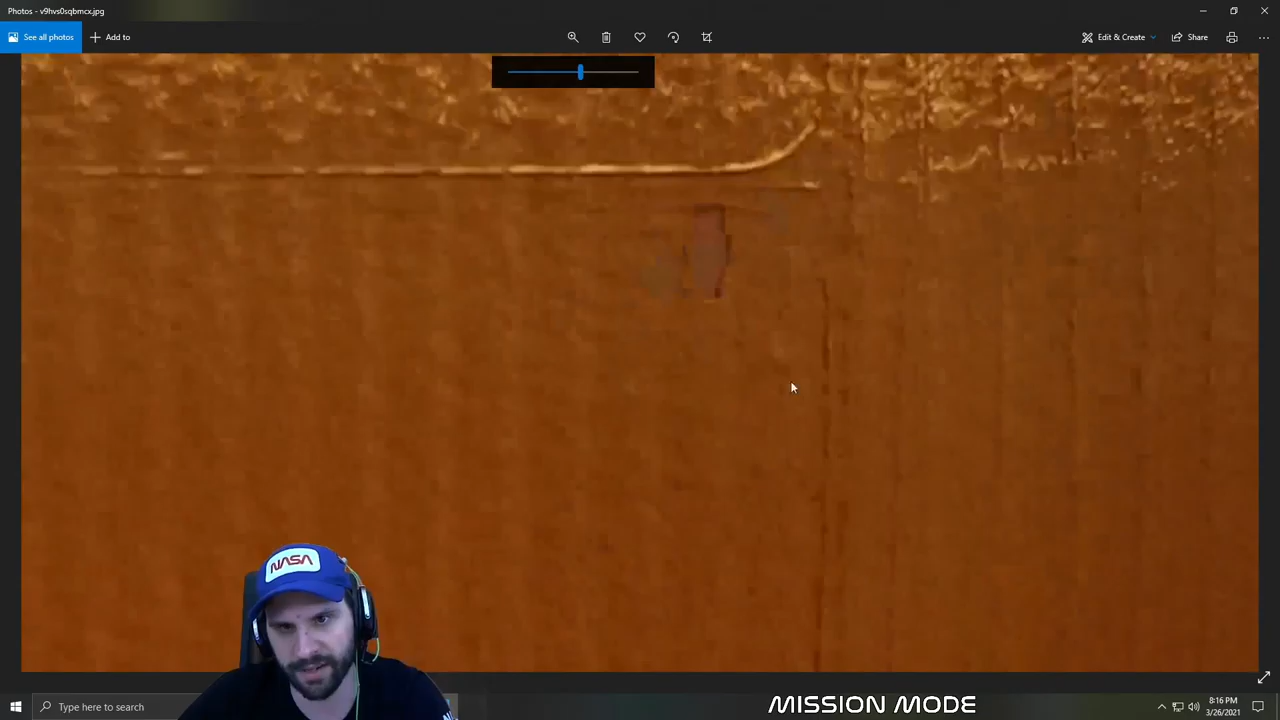 Photos - v9hvs0sqbmcx.jpg
See all photos
Add to
Edit & Create
Share
NASA
Type here to search
MISSION MODE
8:16 PM
3/26/2021